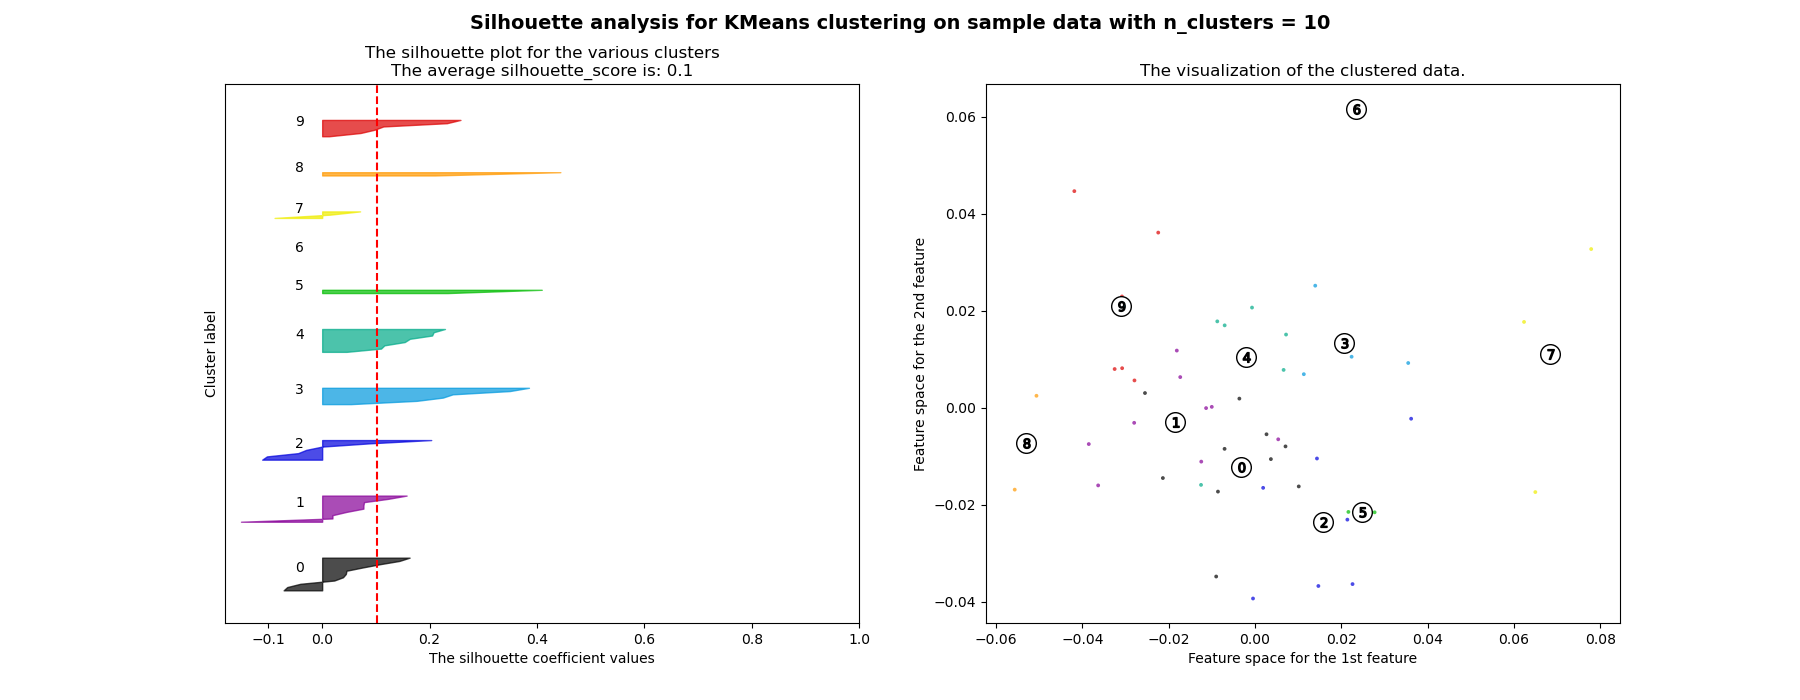 Silhouette analysis for KMeans clustering on sample data with n_clusters = 10
The silhouette plot for the various clusters
The average silhouette_score is: 0.1
Cluster label
9
8
7
6
5
4
3
2
1
0
−0.1 0.0 0.2 0.4 0.6 0.8 1.0
The silhouette coefficient values
The visualization of the clustered data.
Feature space for the 2nd feature
0.06
0.04
0.02
0.00
−0.02
−0.04
6
9
3
4
7
1
8
0
5
2
−0.06 −0.04 −0.02 0.00 0.02 0.04 0.06 0.08
Feature space for the 1st feature